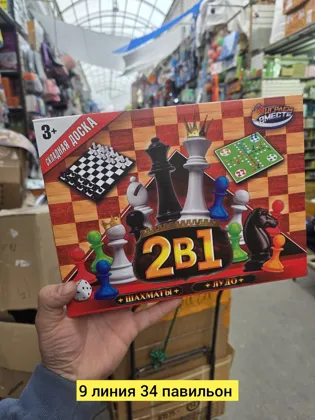 3+
СКЛАДНАЯ ДОСКА
ИГРАЕМ
ВМЕСТЕ
2В1
ШАХМАТЫ + ЛУДО
9 линия 34 павильон